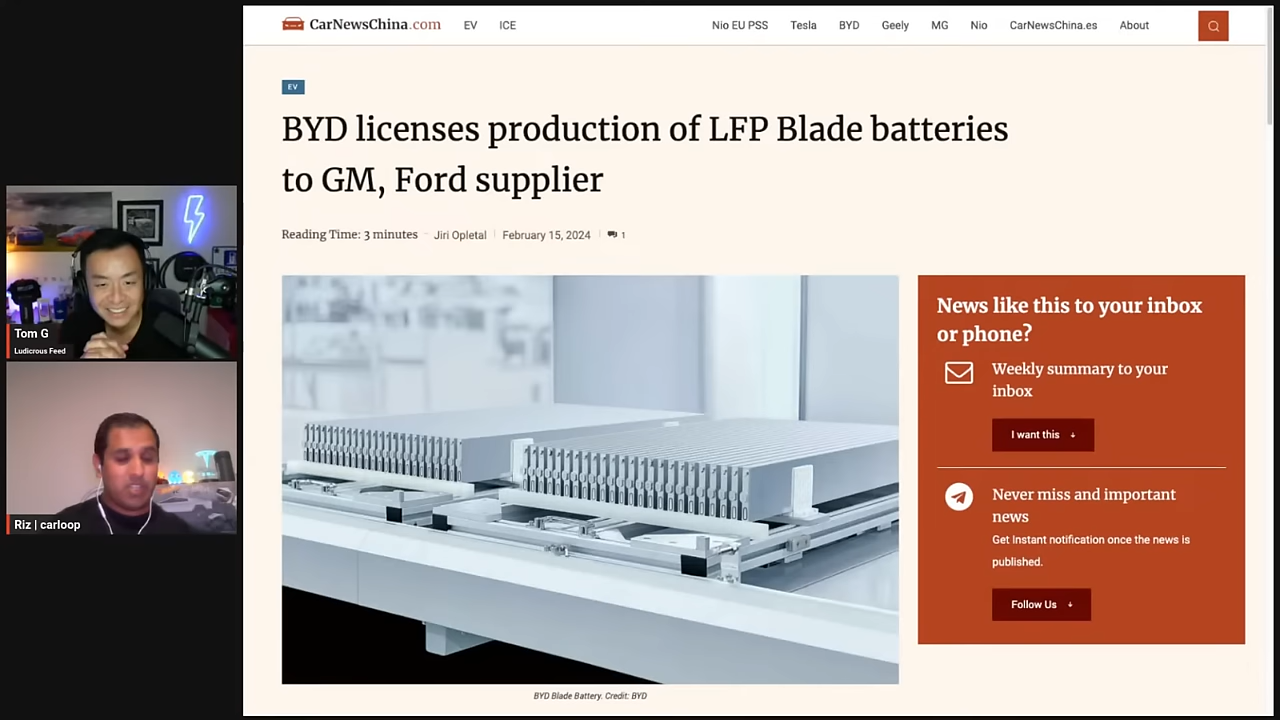 CarNewsChina.com
EV
ICE
Nio EU PSS
Tesla
BYD
Geely
MG
Nio
CarNewsChina.es
About
EV
BYD licenses production of LFP Blade batteries
to GM, Ford supplier
Reading Time: 3 minutes
Jiri Opletal
February 15, 2024
1
News like this to your inbox
or phone?
Weekly summary to your
inbox
I want this ↓
Never miss and important
news
Get Instant notification once the news is
published.
Follow Us ↓
BYD Blade Battery. Credit: BYD
Tom G
Ludicrous Feed
Riz | carloop